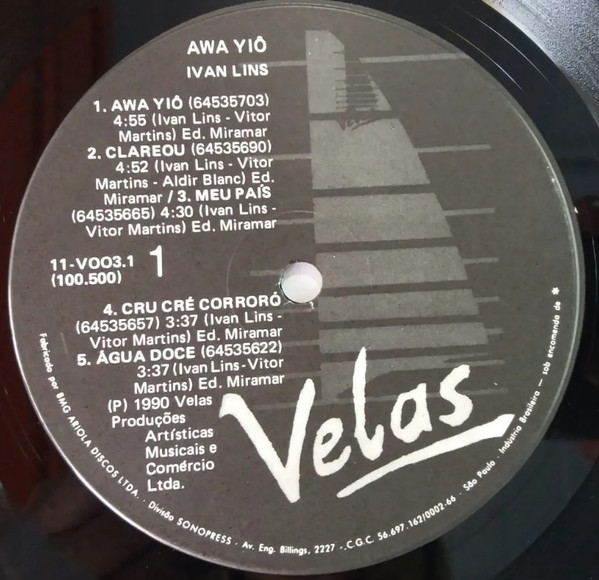 AWA YIÔ
IVAN LINS
1. AWA YIÔ (64535703)
4:55 (Ivan Lins - Vitor
Martins) Ed. Miramar
2. CLAREOU (64535690)
4:52 (Ivan Lins - Vitor
Martins - Aldir Blanc) Ed.
Miramar / 3. MEU PAÍS
(64535665) 4:30 (Ivan Lins -
Vitor Martins) Ed. Miramar
11-VOO3.1
(100.500)
1
4. CRU CRÉ CORRORÓ
(64535657) 3:37 (Ivan Lins -
Vitor Martins) Ed. Miramar
5. ÁGUA DOCE (64535622)
3:37 (Ivan Lins-Vitor
Martins) Ed. Miramar
(P) 1990 Velas
Produções
Artísticas
Musicais e
Comércio
Ltda.
Velas
Fabricado por BMG ARIOLA DISCOS LTDA. - Divisão SONOPRESS - Av. Eng. Billings, 2227 - C.G.C. 56.697.162/0002-66 - São Paulo - Indústria Brasileira — sob encomenda de *